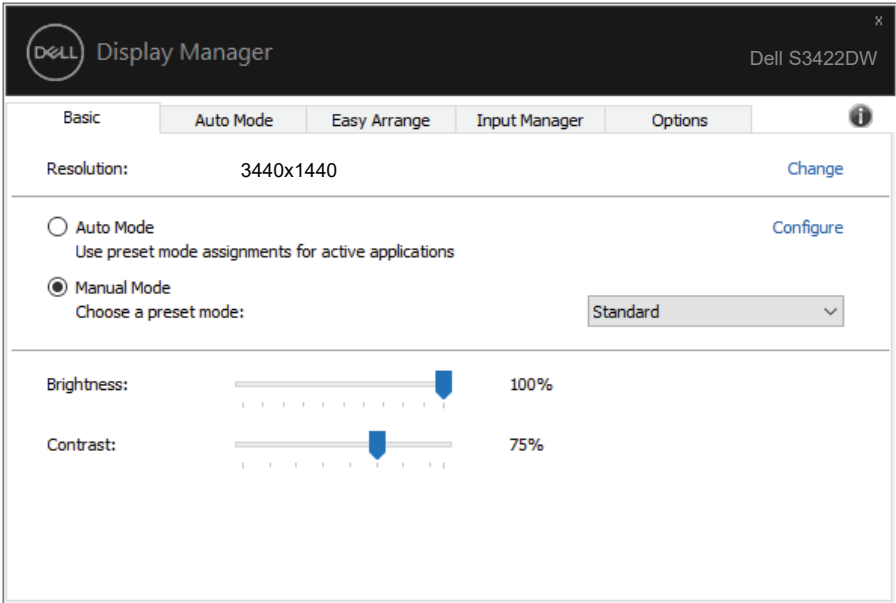 x
DELL Display Manager
Dell S3422DW
Basic Auto Mode Easy Arrange Input Manager Options i
Resolution: 3440x1440 Change
Auto Mode Configure
Use preset mode assignments for active applications
Manual Mode
Choose a preset mode: Standard
Brightness: 100%
Contrast: 75%